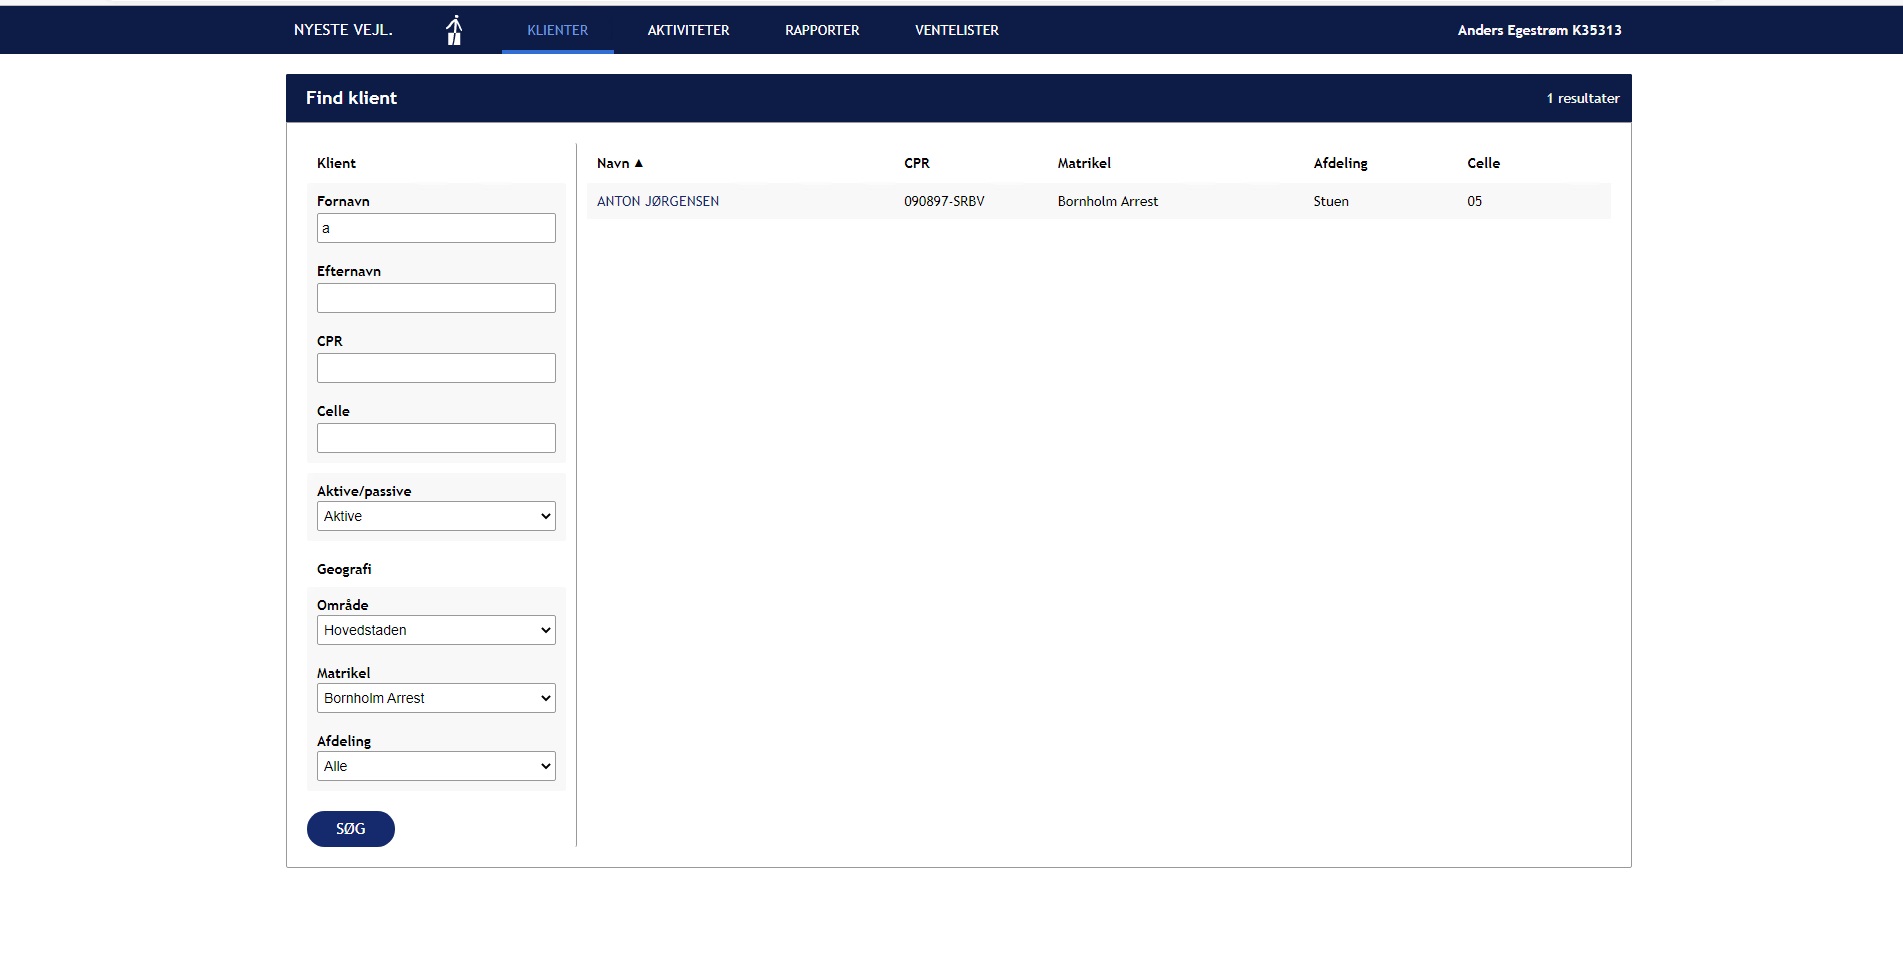 NYESTE VEJL.
KLIENTER
AKTIVITETER
RAPPORTER
VENTELISTER
Anders Egestrøm K35313
Find klient
1 resultater
Klient
Fornavn
a
Efternavn
CPR
Celle
Aktive/passive
Aktive
Geografi
Område
Hovedstaden
Matrikel
Bornholm Arrest
Afdeling
Alle
SØG
Navn ▲ CPR Matrikel Afdeling Celle
ANTON JØRGENSEN 090897-SRBV Bornholm Arrest Stuen 05